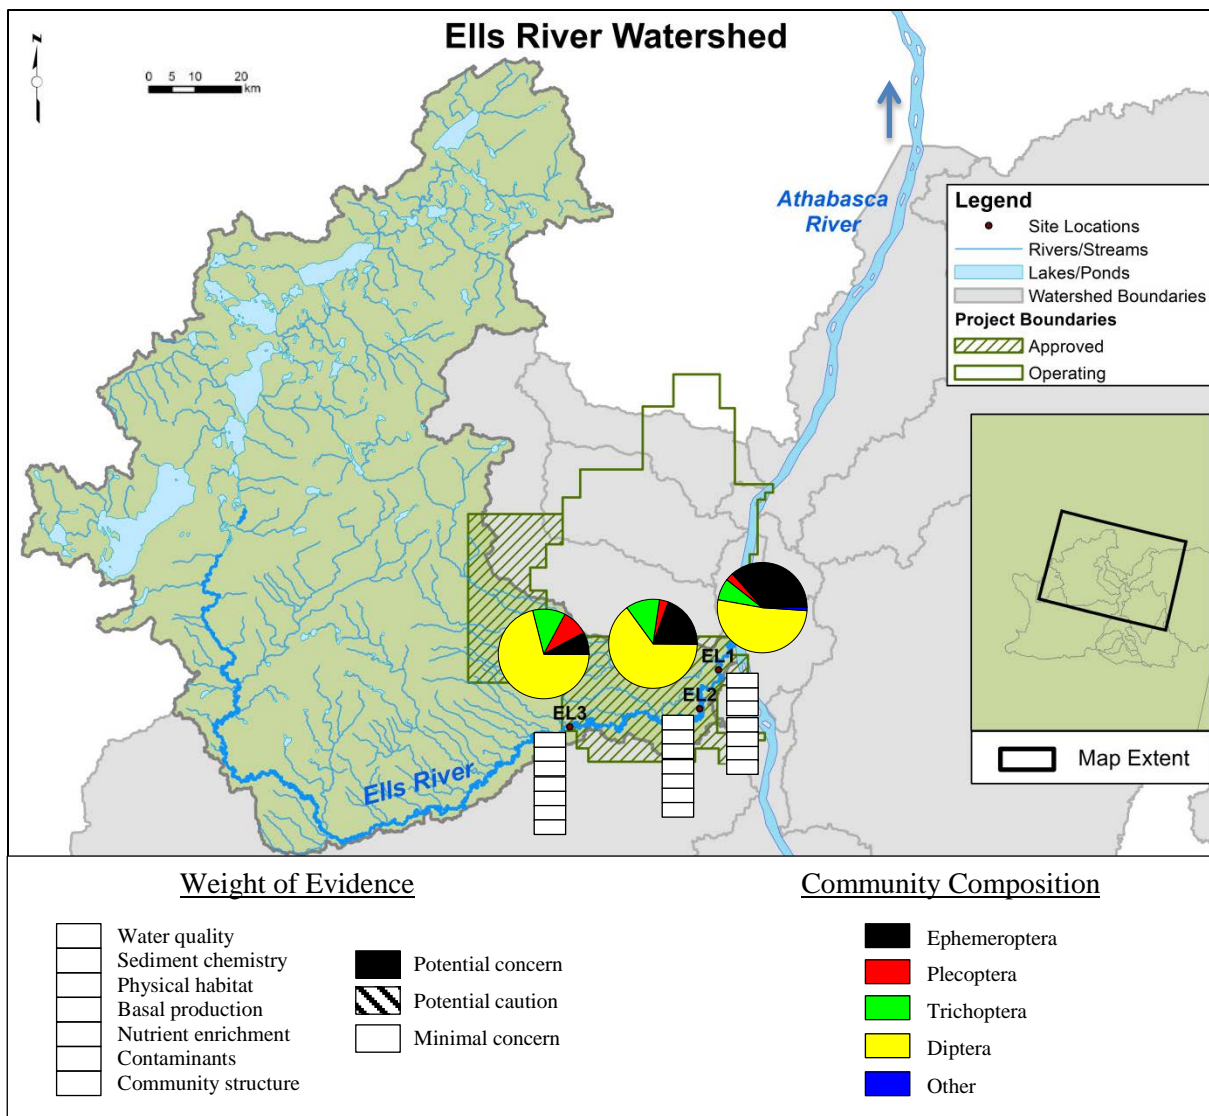 Ells River Watershed
N
0 5 10 20
km
Athabasca
River
Legend
Site Locations
Rivers/Streams
Lakes/Ponds
Watershed Boundaries
Project Boundaries
Approved
Operating
EL1
EL2
EL3
Ells River
Map Extent
Weight of Evidence
Water quality
Sediment chemistry
Physical habitat
Basal production
Nutrient enrichment
Contaminants
Community structure
Potential concern
Potential caution
Minimal concern
Community Composition
Ephemeroptera
Plecoptera
Trichoptera
Diptera
Other